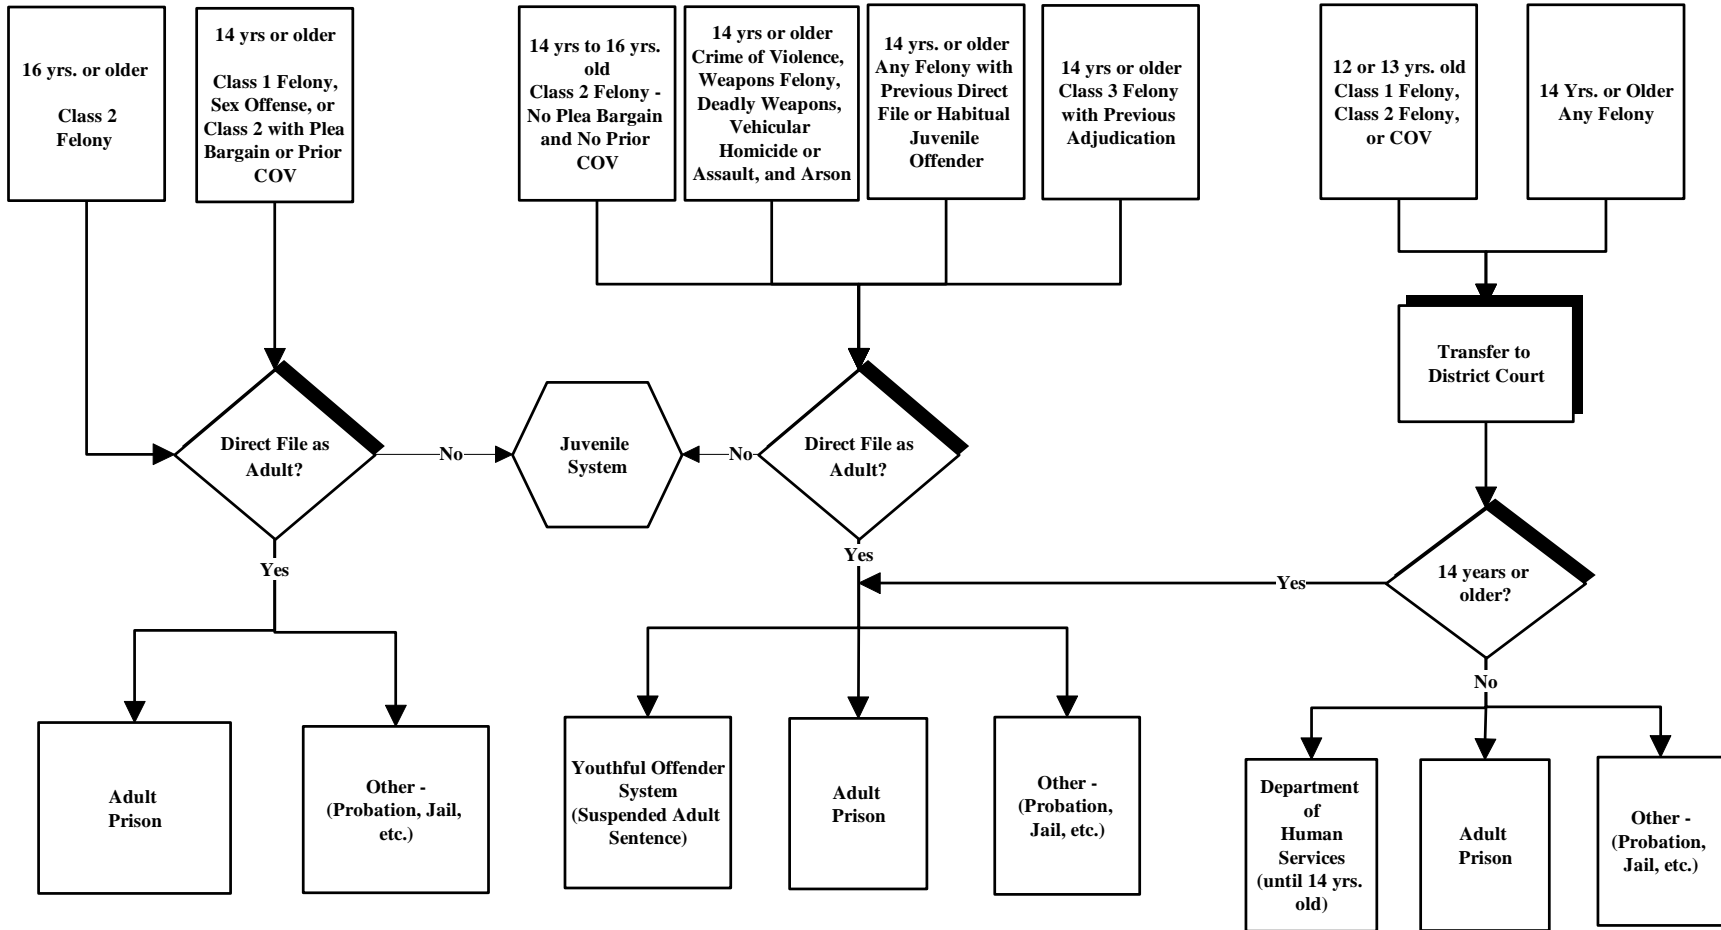 16 yrs. or older
Class 2
Felony
14 yrs or older
Class 1 Felony,
Sex Offense, or
Class 2 with Plea
Bargain or Prior
COV
14 yrs to 16 yrs.
old
Class 2 Felony -
No Plea Bargain
and No Prior
COV
14 yrs or older
Crime of Violence,
Weapons Felony,
Deadly Weapons,
Vehicular
Homicide or
Assault, and Arson
14 yrs. or older
Any Felony with
Previous Direct
File or Habitual
Juvenile
Offender
14 yrs or older
Class 3 Felony
with Previous
Adjudication
12 or 13 yrs. old
Class 1 Felony,
Class 2 Felony,
or COV
14 Yrs. or Older
Any Felony
Transfer to
District Court
Direct File as
Adult?
No
Juvenile
System
No
Direct File as
Adult?
Yes
Yes
Yes
14 years or
older?
No
Adult
Prison
Other -
(Probation, Jail,
etc.)
Youthful Offender
System
(Suspended Adult
Sentence)
Adult
Prison
Other -
(Probation,
Jail, etc.)
Department
of
Human
Services
(until 14 yrs.
old)
Adult
Prison
Other -
(Probation,
Jail, etc.)